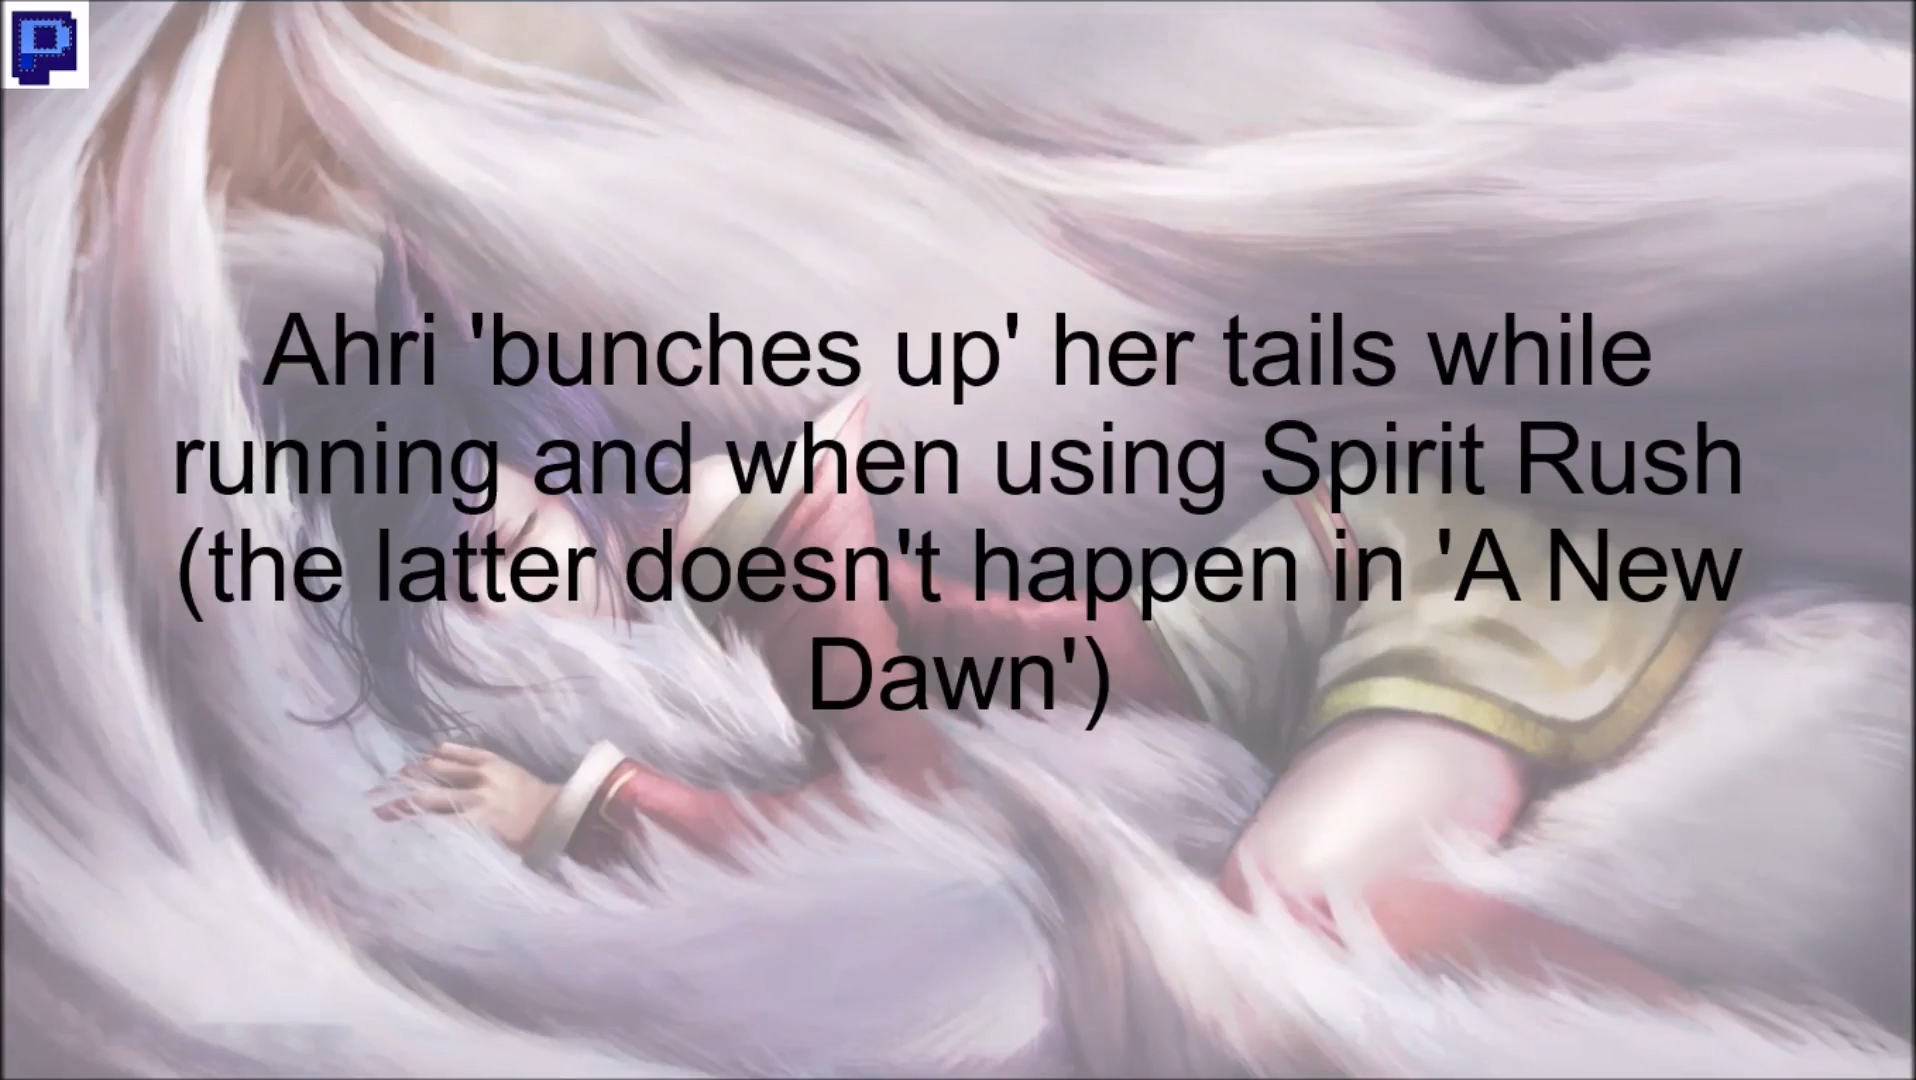 P
Ahri 'bunches up' her tails while
running and when using Spirit Rush
(the latter doesn't happen in 'A New
Dawn')